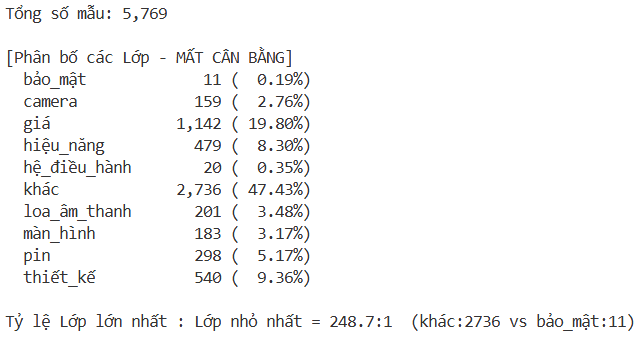 Tổng số mẫu: 5,769
[Phân bố các Lớp - MẤT CÂN BẰNG]
bảo_mật 11 ( 0.19%)
camera 159 ( 2.76%)
giá 1,142 ( 19.80%)
hiệu_năng 479 ( 8.30%)
hệ_điều_hành 20 ( 0.35%)
khác 2,736 ( 47.43%)
loa_âm_thanh 201 ( 3.48%)
màn_hình 183 ( 3.17%)
pin 298 ( 5.17%)
thiết_kế 540 ( 9.36%)
Tỷ lệ Lớp lớn nhất : Lớp nhỏ nhất = 248.7:1 (khác:2736 vs bảo_mật:11)